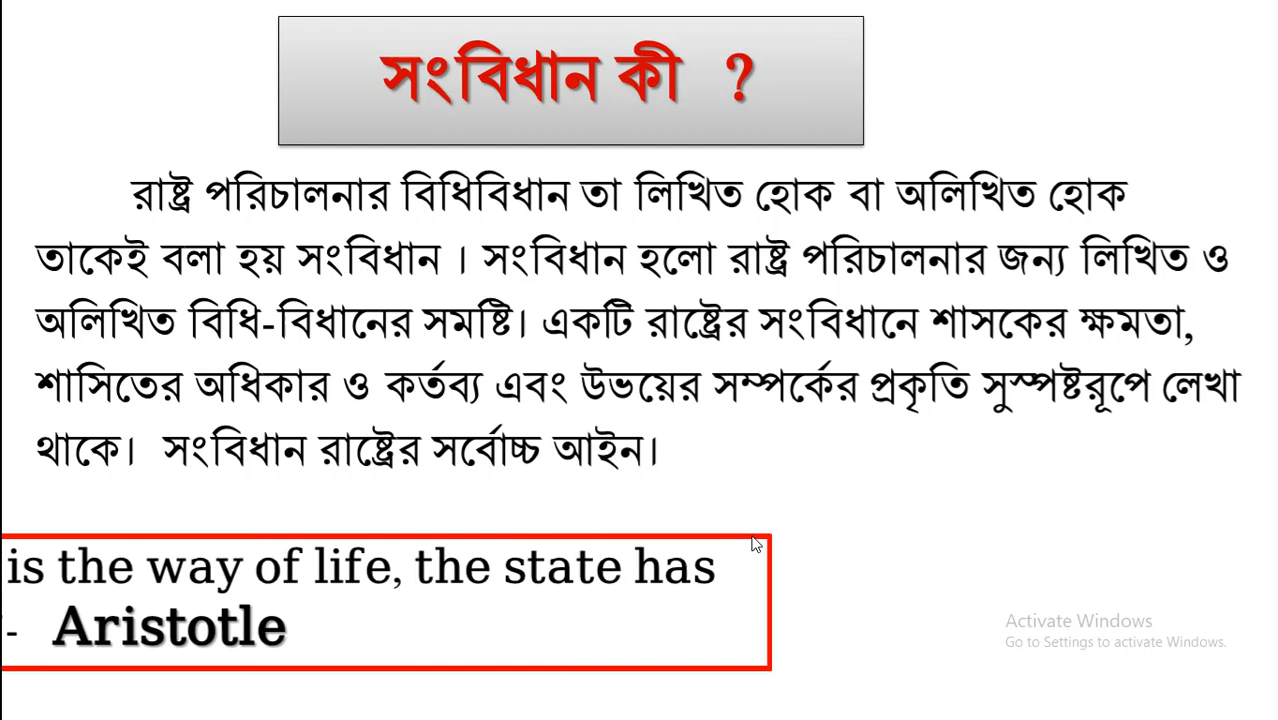 সংবিধান কী ?
রাষ্ট্র পরিচালনার বিধিবিধান তা লিখিত হোক বা অলিখিত হোক
তাকেই বলা হয় সংবিধান । সংবিধান হলো রাষ্ট্র পরিচালনার জন্য লিখিত ও
অলিখিত বিধি-বিধানের সমষ্টি। একটি রাষ্ট্রের সংবিধানে শাসকের ক্ষমতা,
শাসিতের অধিকার ও কর্তব্য এবং উভয়ের সম্পর্কের প্রকৃতি সুস্পষ্টরূপে লেখা
থাকে। সংবিধান রাষ্ট্রের সর্বোচ্চ আইন।
is the way of life, the state has
- Aristotle
Activate Windows
Go to Settings to activate Windows.